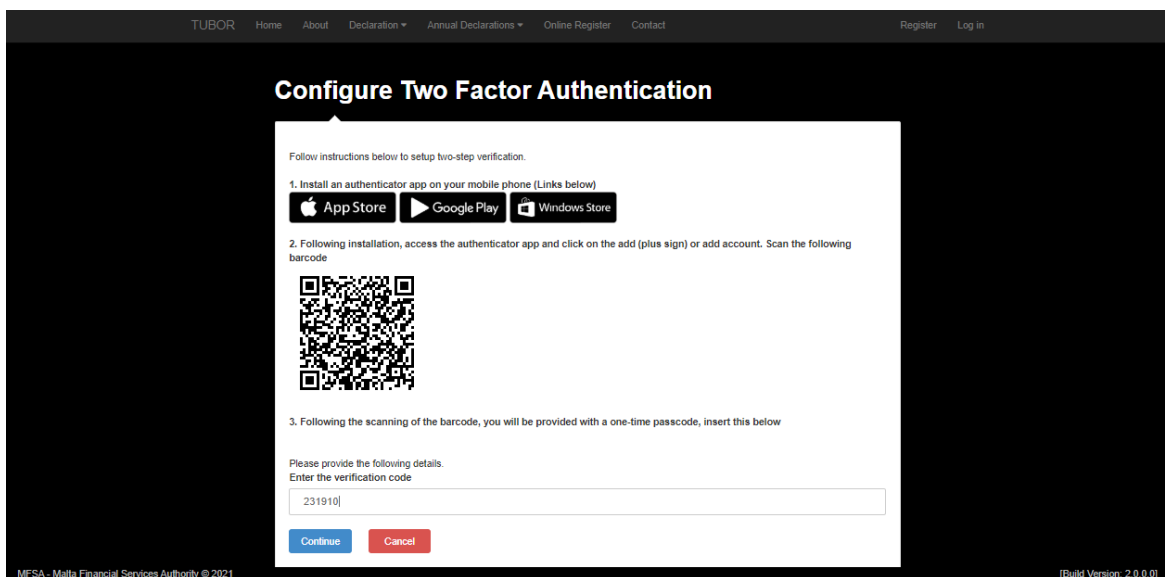 TUBOR Home About Declaration Annual Declarations Online Register Contact Register Log in
Configure Two Factor Authentication
Follow instructions below to setup two-step verification.
1. Install an authenticator app on your mobile phone (Links below)
App Store Google Play Windows Store
2. Following installation, access the authenticator app and click on the add (plus sign) or add account. Scan the following
barcode
3. Following the scanning of the barcode, you will be provided with a one-time passcode, insert this below
Please provide the following details.
Enter the verification code
231910
Continue Cancel
MFSA - Malta Financial Services Authority © 2021 [Build Version: 2.0.0.0]